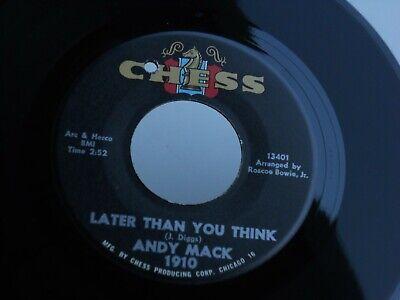 CHESS
Arc & Hesco
BMI
Time 2:52
13401
Arranged by
Roscoe Bowie, Jr.
LATER THAN YOU THINK
(J. Diggs)
ANDY MACK
1910
MFG. BY CHESS PRODUCING CORP. CHICAGO 16